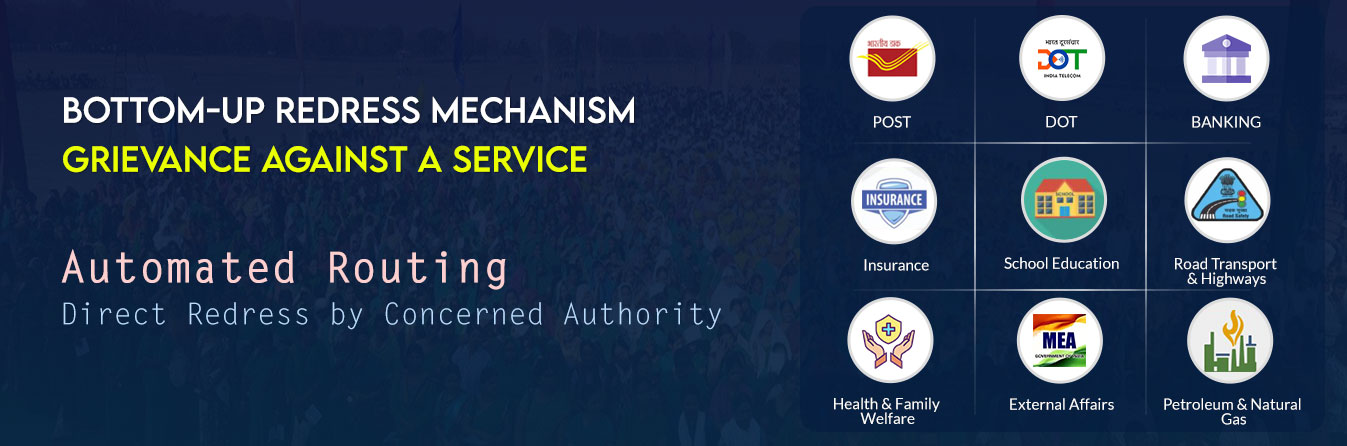 BOTTOM-UP REDRESS MECHANISM
GRIEVANCE AGAINST A SERVICE
Automated Routing
Direct Redress by Concerned Authority
भारतीय डाक
POST
भारत दूरसंचार
DOT
INDIA TELECOM
DOT
BANKING
INSURANCE
Insurance
SCHOOL
School Education
Road Safety
Road Transport
& Highways
Health & Family
Welfare
MEA
GOVERNMENT OF INDIA
External Affairs
Petroleum & Natural
Gas